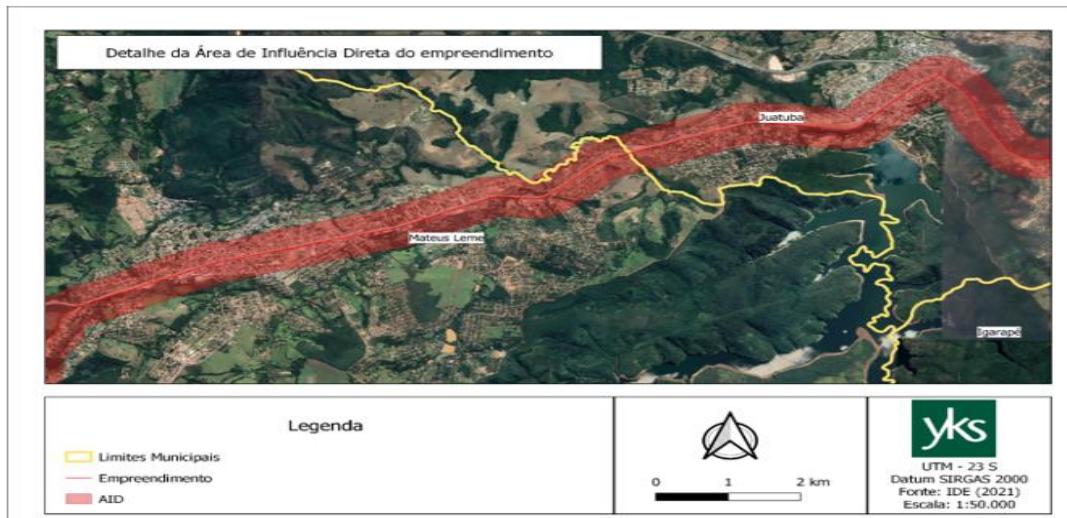 Detalhe da Área de Influência Direta do empreendimento
Juatuba
Mateus Leme
Igarapé
Legenda
Limites Municipais
Empreendimento
AID
0 1 2 km
yks
UTM - 23 S
Datum SIRGAS 2000
Fonte: IDE (2021)
Escala: 1:50.000